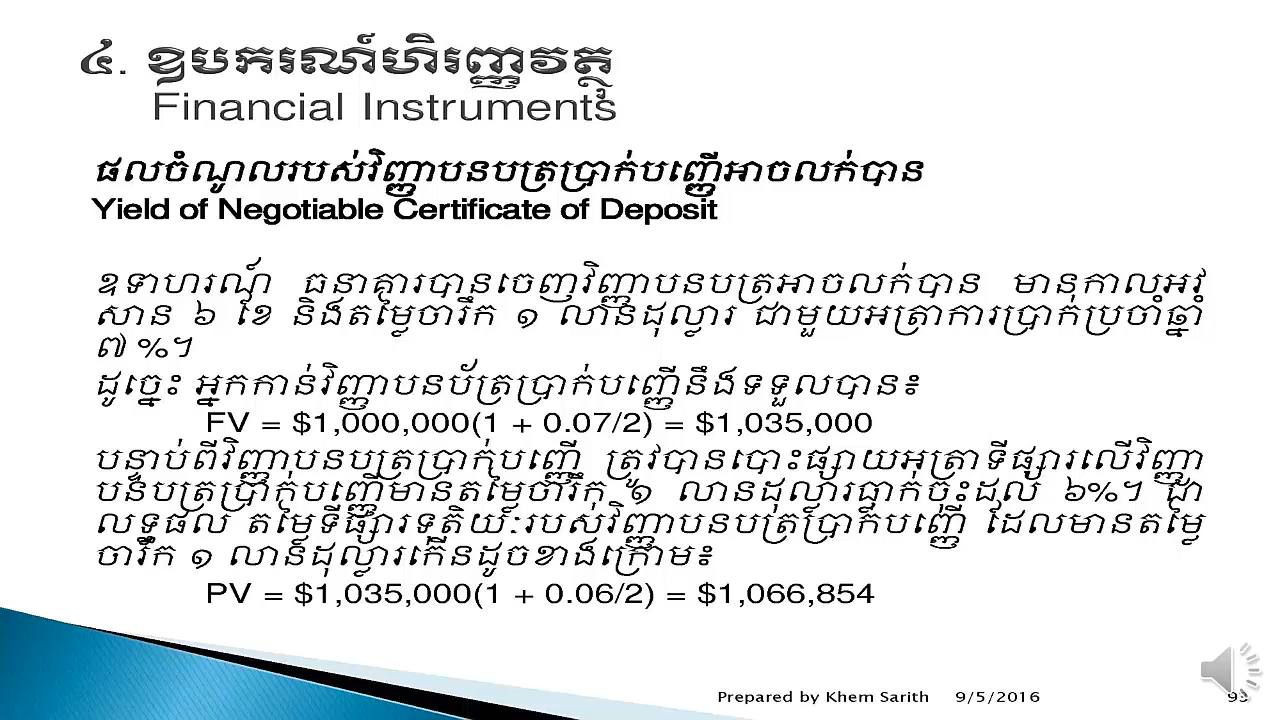 ៤. ឧបករណ៍ហិរញ្ញវត្ថុ
Financial Instruments
ផលចំណូលរបស់វិញ្ញាបនបត្រប្រាក់បញ្ញើអាចលក់បាន
Yield of Negotiable Certificate of Deposit
ឧទាហរណ៍ ធនាគារបានចេញវិញ្ញាបនបត្រអាចលក់បាន មានកាលអវ
សាន ៦ ខែ និងតម្លៃចារឹក ១ លានដុល្លារ ជាមួយអត្រាការប្រាក់ប្រចាំឆ្នាំ
៧ %។
ដូច្នេះ អ្នកកាន់វិញ្ញាបនប័ត្រប្រាក់បញ្ញើនឹងទទួលបាន៖
FV = $1,000,000(1 + 0.07/2) = $1,035,000
បន្ទាប់ពីវិញ្ញាបនបត្រប្រាក់បញ្ញើ ត្រូវបានបោះផ្សាយអត្រាទីផ្សារលើវិញ្ញា
បនបត្រប្រាក់បញ្ញើមានតម្លៃចារឹក ១ លានដុល្លារធ្លាក់ចុះដល់ ៦%។ ជា
លទ្ធផល តម្លៃទីផ្សារទុតិយៈរបស់វិញ្ញាបនបត្រប្រាក់បញ្ញើ ដែលមានតម្លៃ
ចារឹក ១ លានដុល្លារកើនដូចខាងក្រោម៖
PV = $1,035,000(1 + 0.06/2) = $1,066,854
Prepared by Khem Sarith 9/5/2016